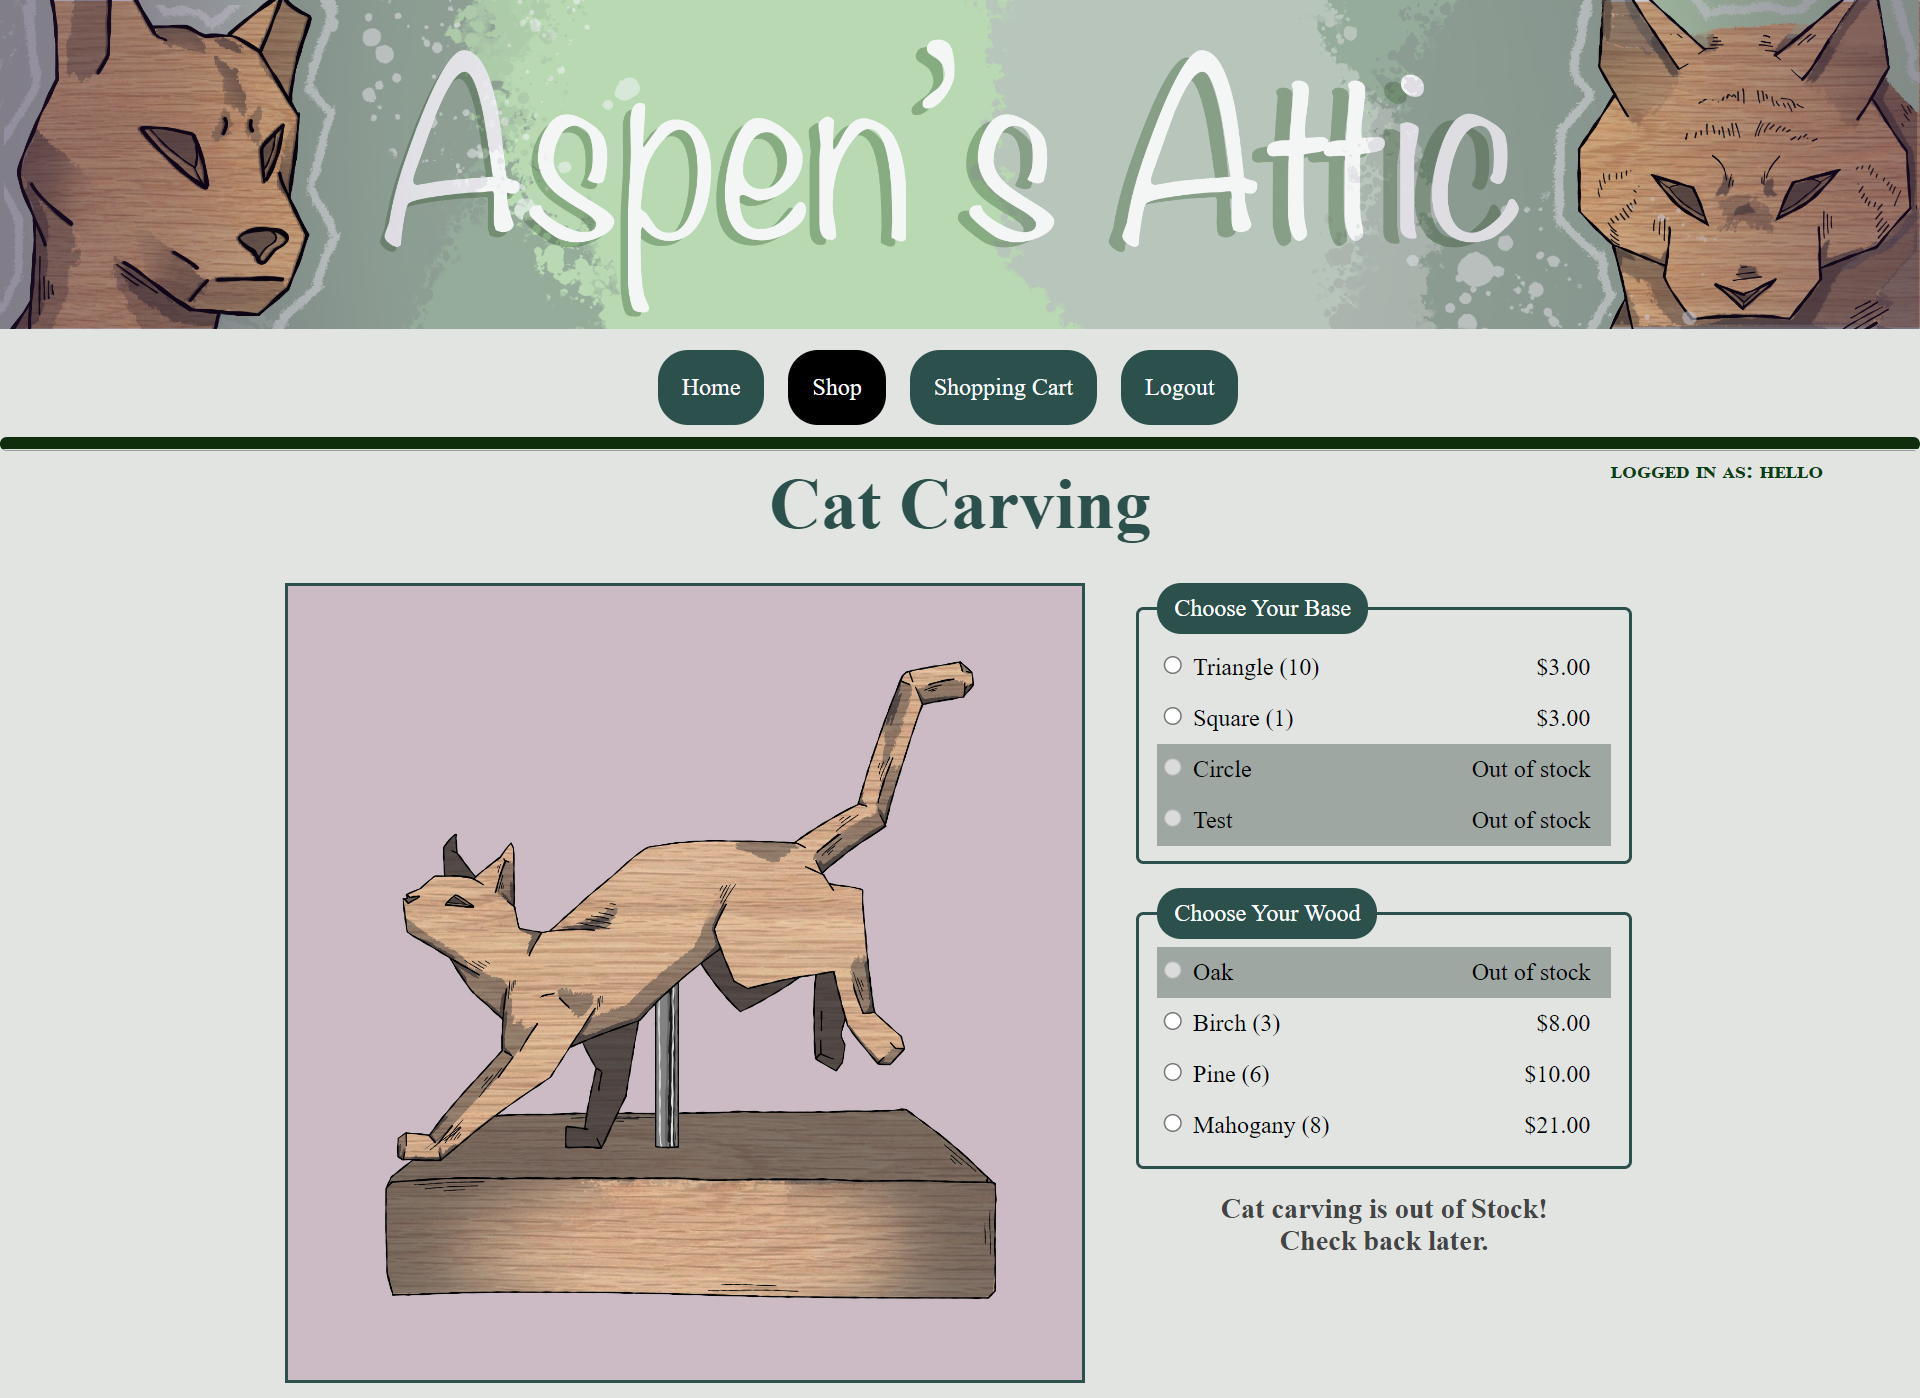 Aspen's Attic
Home
Shop
Shopping Cart
Logout
LOGGED IN AS: HELLO
Cat Carving
Choose Your Base
Triangle (10) $3.00
Square (1) $3.00
Circle Out of stock
Test Out of stock
Choose Your Wood
Oak Out of stock
Birch (3) $8.00
Pine (6) $10.00
Mahogany (8) $21.00
Cat carving is out of Stock!
Check back later.